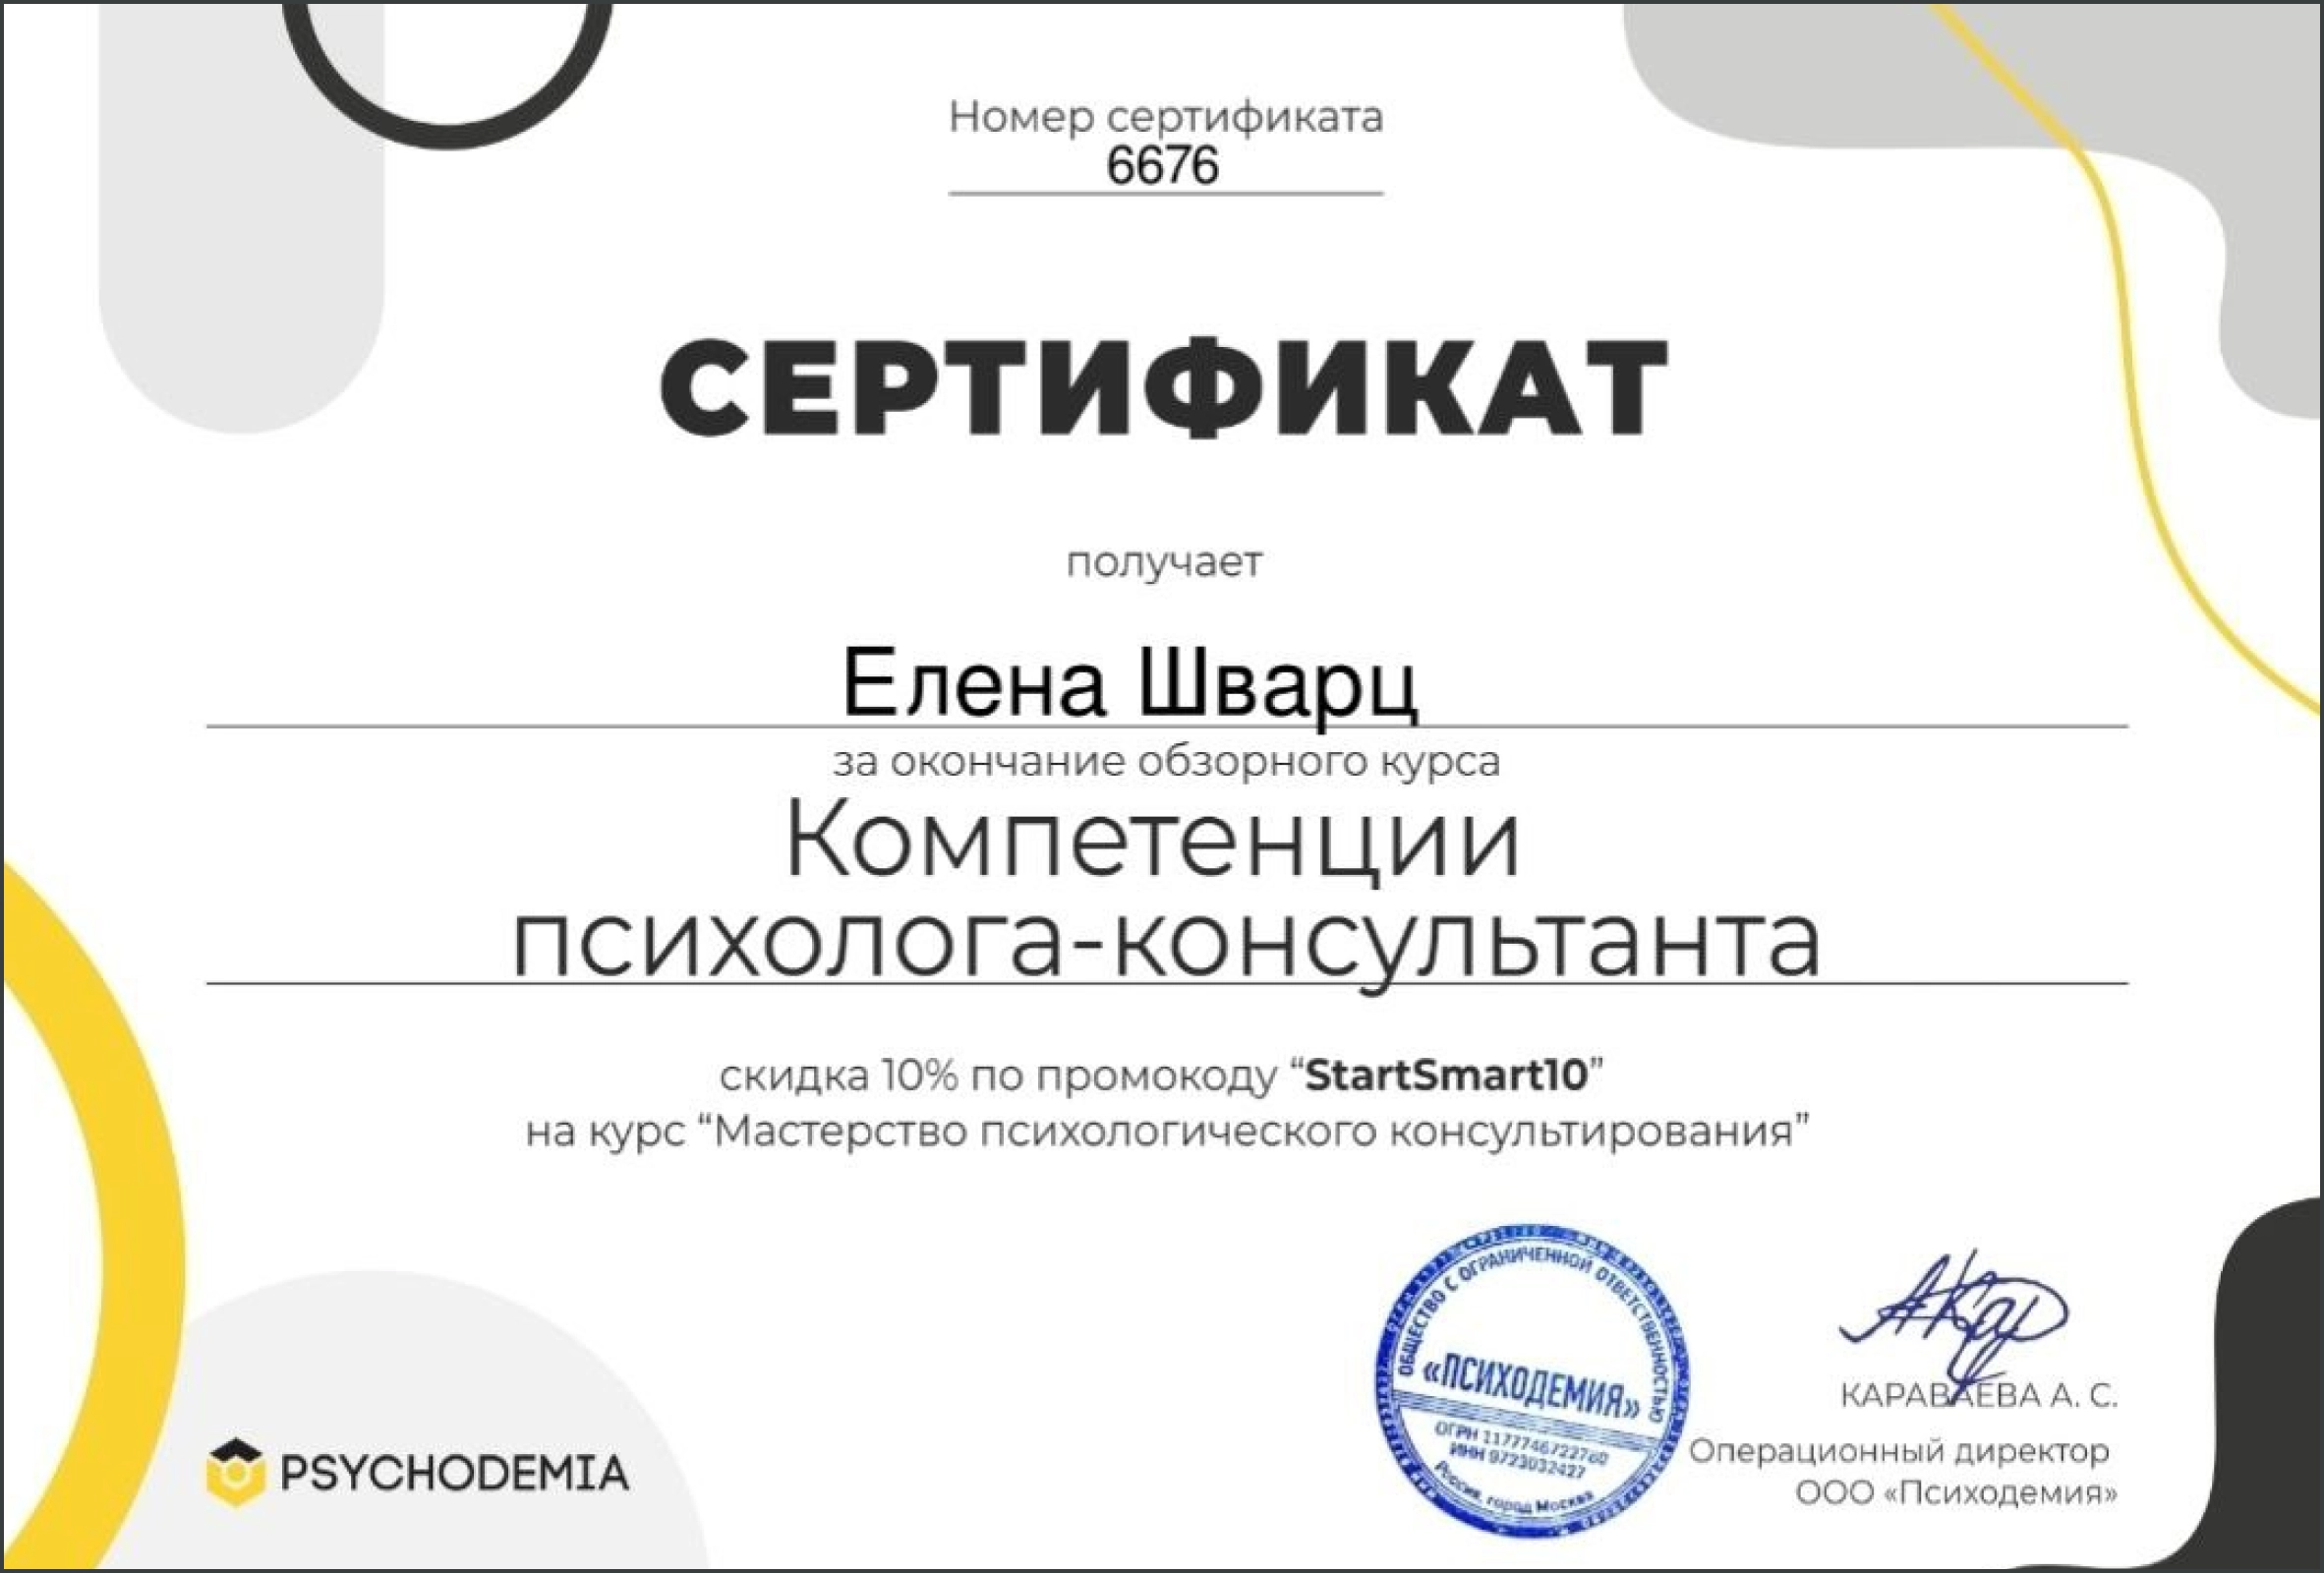 Номер сертификата
6676
СЕРТИФИКАТ
получает
Елена Шварц
за окончание обзорного курса
Компетенции
психолога-консультанта
скидка 10% по промокоду “StartSmart10”
на курс “Мастерство психологического консультирования”
ОБЩЕСТВО С ОГРАНИЧЕННОЙ ОТВЕТСТВЕННОСТЬЮ
«ПСИХОДЕМИЯ»
ОГРН 1177746722760
ИНН 9723032427
Россия, город Москва
КАРАВАЕВА А. С.
Операционный директор
ООО «Психодемия»
PSYCHODEMIA